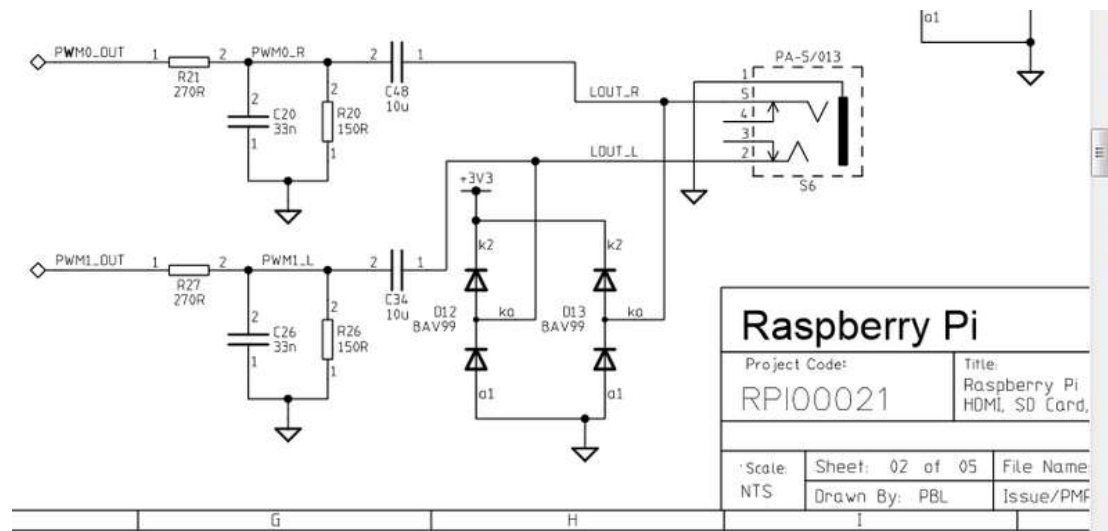 a1
PWM0_OUT
1
2
PWM0_R
2
1
R21
270R
C48
10u
2
C20
33n
1
2
R20
150R
1
LOUT_R
LOUT_L
PA-5/013
1
5
4
3
2
S6
+3V3
PWM1_OUT
1
2
PWM1_L
2
1
R27
270R
C34
10u
2
C26
33n
1
2
R26
150R
1
k2
k2
D12
BAV99
ka
D13
BAV99
ka
a1
a1
Raspberry Pi
Project Code:
RPI00021
Title:
Raspberry Pi
HDMI, SD Card,
Scale:
NTS
Sheet: 02 of 05
File Name
Drawn By: PBL
Issue/PMF
G
H
I